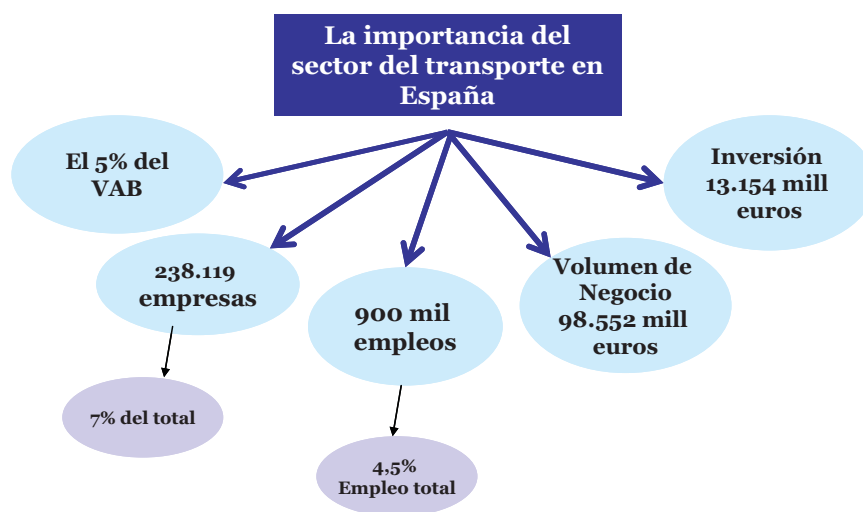 La importancia del
sector del transporte en
España
El 5% del
VAB
Inversión
13.154 mill
euros
238.119
empresas
900 mil
empleos
Volumen de
Negocio
98.552 mill
euros
7% del total
4,5%
Empleo total